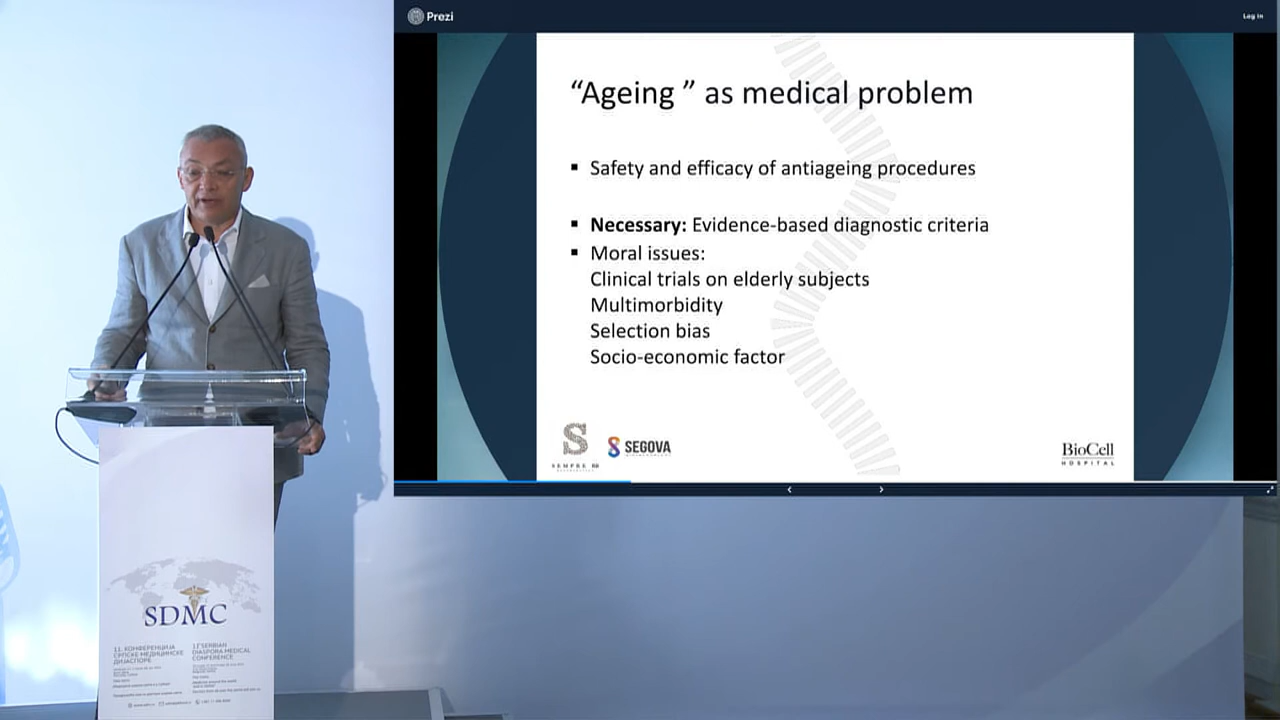 Prezi
Log in
“Ageing ” as medical problem
▪ Safety and efficacy of antiageing procedures
▪ Necessary: Evidence-based diagnostic criteria
▪ Moral issues:
Clinical trials on elderly subjects
Multimorbidity
Selection bias
Socio-economic factor
SEGOVA
BioCell
HOSPITAL
SDMC
11. КОНФЕРЕНЦИЈА
СРПСКЕ МЕДИЦИНСКЕ
ДИЈАСПОРЕ
SERBIAN
DIASPORA MEDICAL
CONFERENCE